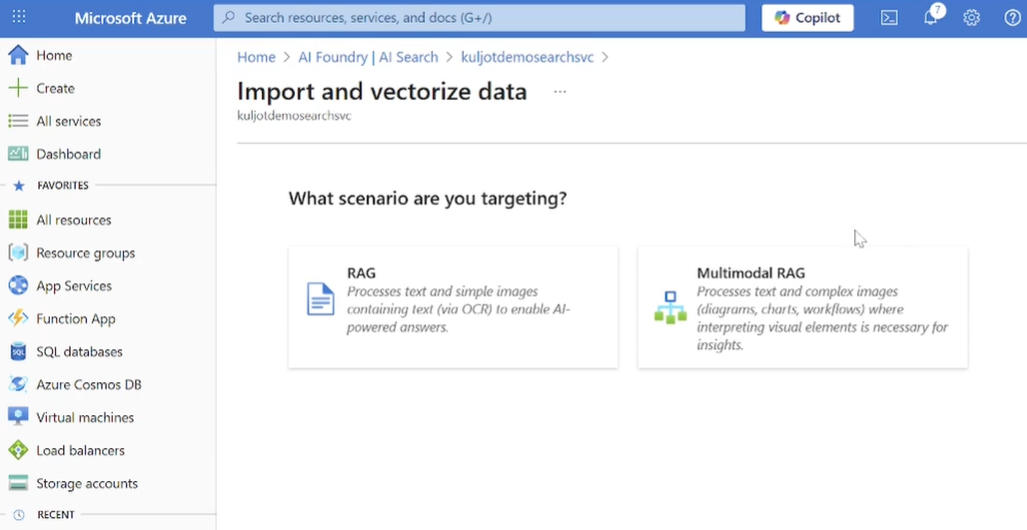 Microsoft Azure
Search resources, services, and docs (G+/)
Copilot
7
Home
Create
All services
Dashboard
FAVORITES
All resources
Resource groups
App Services
Function App
SQL databases
SQL
Azure Cosmos DB
Virtual machines
Load balancers
Storage accounts
RECENT
Home > AI Foundry | AI Search > kuljotdemosearchsvc >
Import and vectorize data ...
kuljotdemosearchsvc
What scenario are you targeting?
RAG
Processes text and simple images
containing text (via OCR) to enable AI-
powered answers.
Multimodal RAG
Processes text and complex images
(diagrams, charts, workflows) where
interpreting visual elements is necessary for
insights.